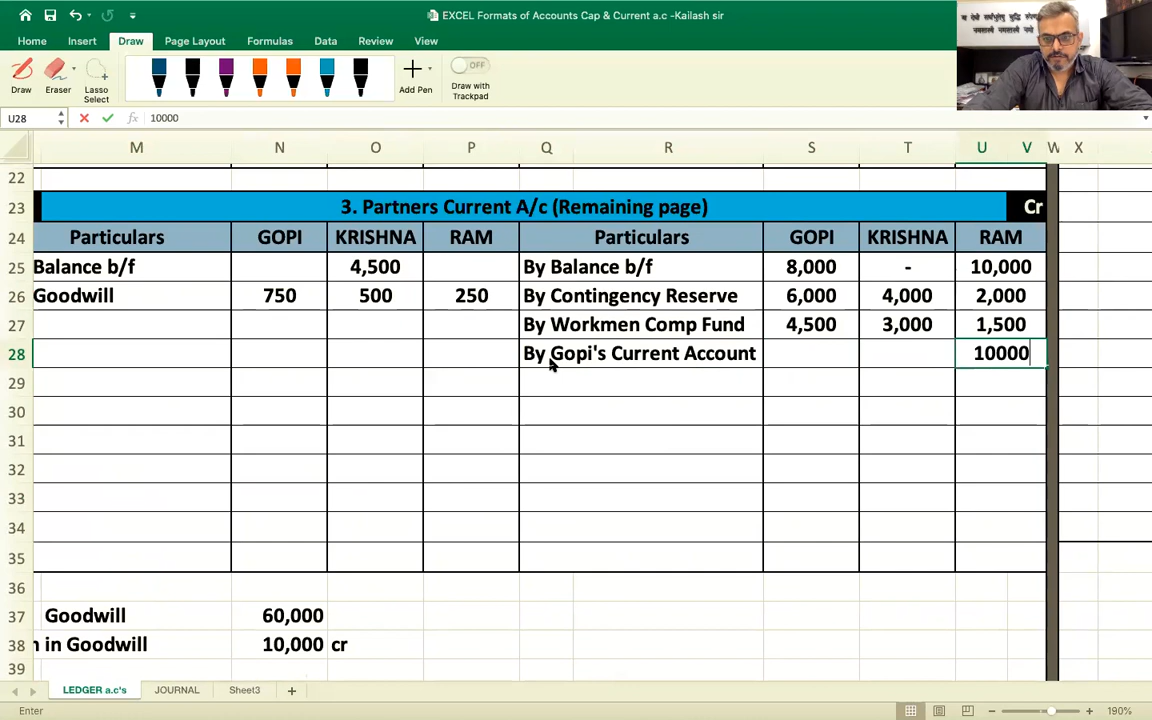 EXCEL Formats of Accounts Cap & Current a.c -Kailash sir
Home Insert Draw Page Layout Formulas Data Review View
Draw Eraser Lasso Select Add Pen OFF Draw with Trackpad
U28 fx 10000
M N O P Q R S T U V W X
22
23 3. Partners Current A/c (Remaining page) Cr
24 Particulars GOPI KRISHNA RAM Particulars GOPI KRISHNA RAM
25 Balance b/f 4,500 By Balance b/f 8,000 - 10,000
26 Goodwill 750 500 250 By Contingency Reserve 6,000 4,000 2,000
27 By Workmen Comp Fund 4,500 3,000 1,500
28 By Gopi's Current Account 10000
29
30
31
32
33
34
35
36
37 Goodwill 60,000
38 n in Goodwill 10,000 cr
39
LEDGER a.c's JOURNAL Sheet3 +
Enter 190%